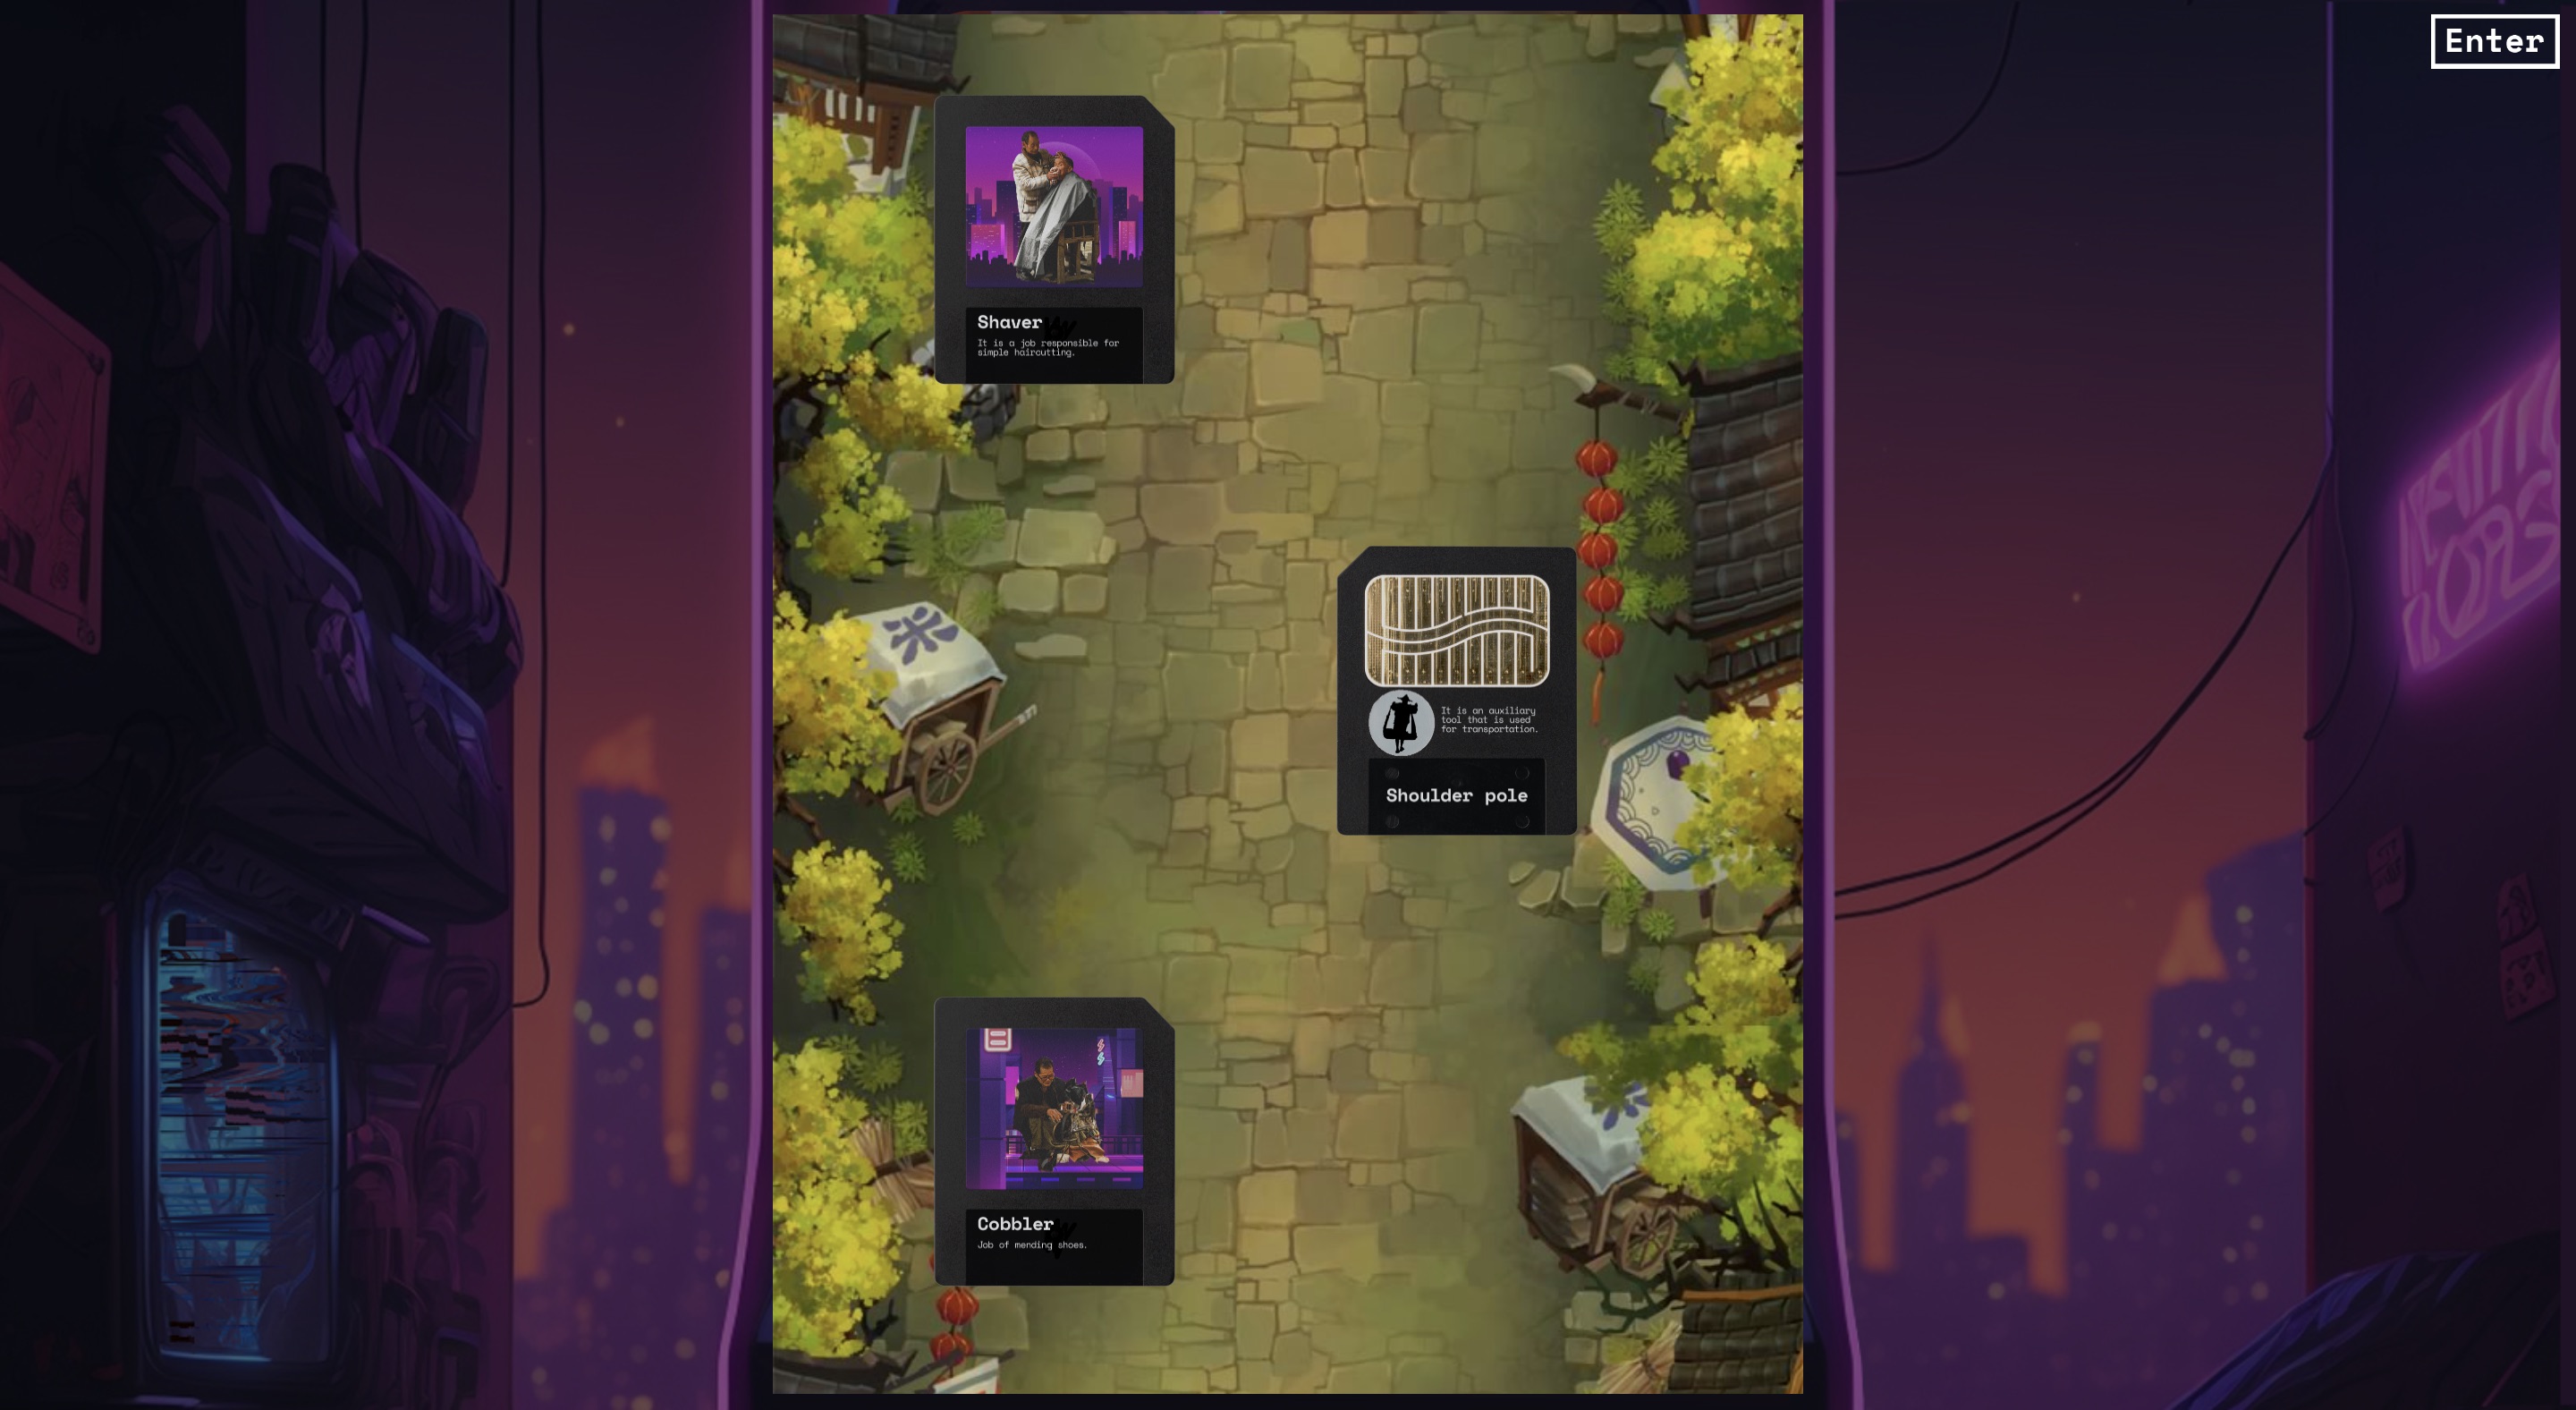 Enter
Shaver
It is a job responsible for
simple haircutting.
米
It is an auxiliary
tool that is used
for transportation.
Shoulder pole
Cobbler
Job of mending shoes.